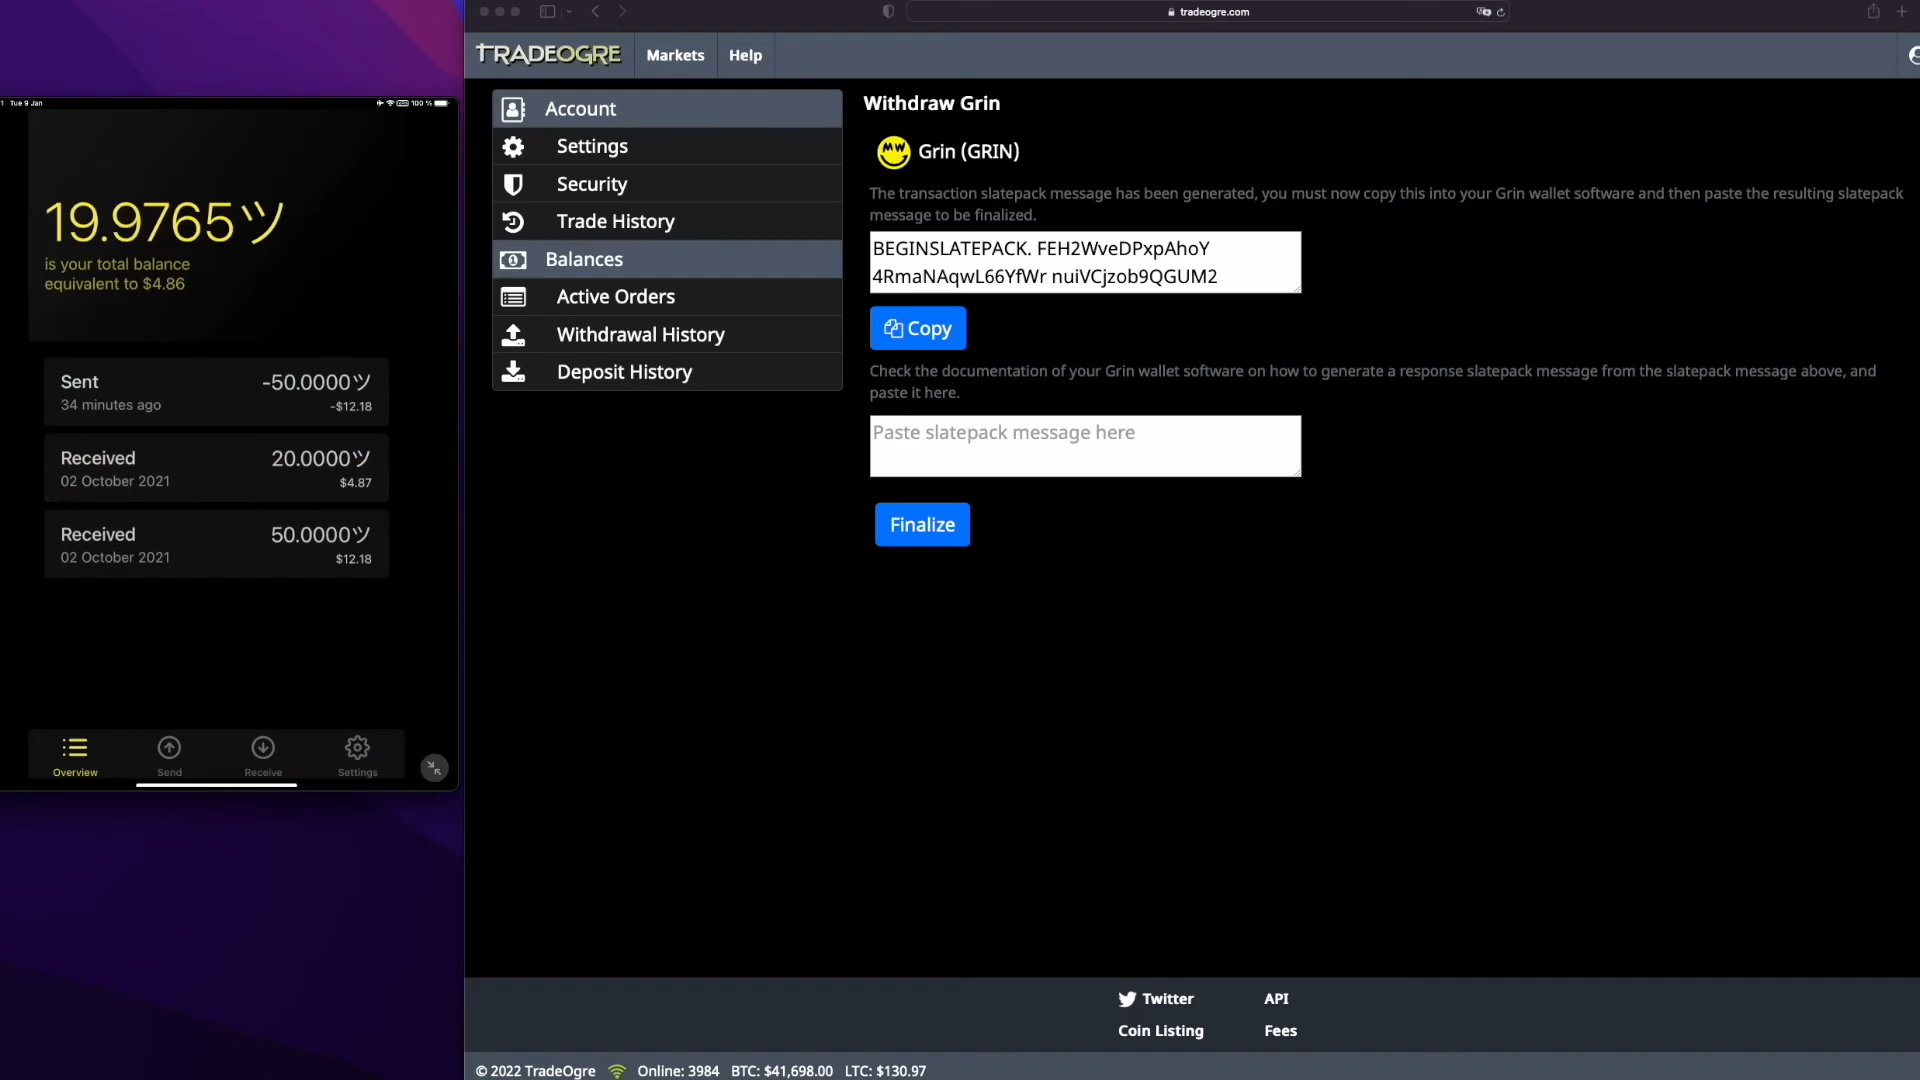 1 Tue 9 Jan
100 %
19.9765ツ
is your total balance
equivalent to $4.86
Sent
-50.0000ツ
34 minutes ago
-$12.18
Received
20.0000ツ
02 October 2021
$4.87
Received
50.0000ツ
02 October 2021
$12.18
Overview
Send
Receive
Settings
tradeogre.com
TRADEOGRE
Markets
Help
Account
Settings
Security
Trade History
Balances
Active Orders
Withdrawal History
Deposit History
Withdraw Grin
MW
Grin (GRIN)
The transaction slatepack message has been generated, you must now copy this into your Grin wallet software and then paste the resulting slatepack
message to be finalized.
BEGINSLATEPACK. FEH2WveDPxpAhoY
4RmaNAqwL66YfWr nuiVCjzob9QGUM2
Copy
Check the documentation of your Grin wallet software on how to generate a response slatepack message from the slatepack message above, and
paste it here.
Paste slatepack message here
Finalize
Twitter
API
Coin Listing
Fees
© 2022 TradeOgre
Online: 3984
BTC: $41,698.00
LTC: $130.97